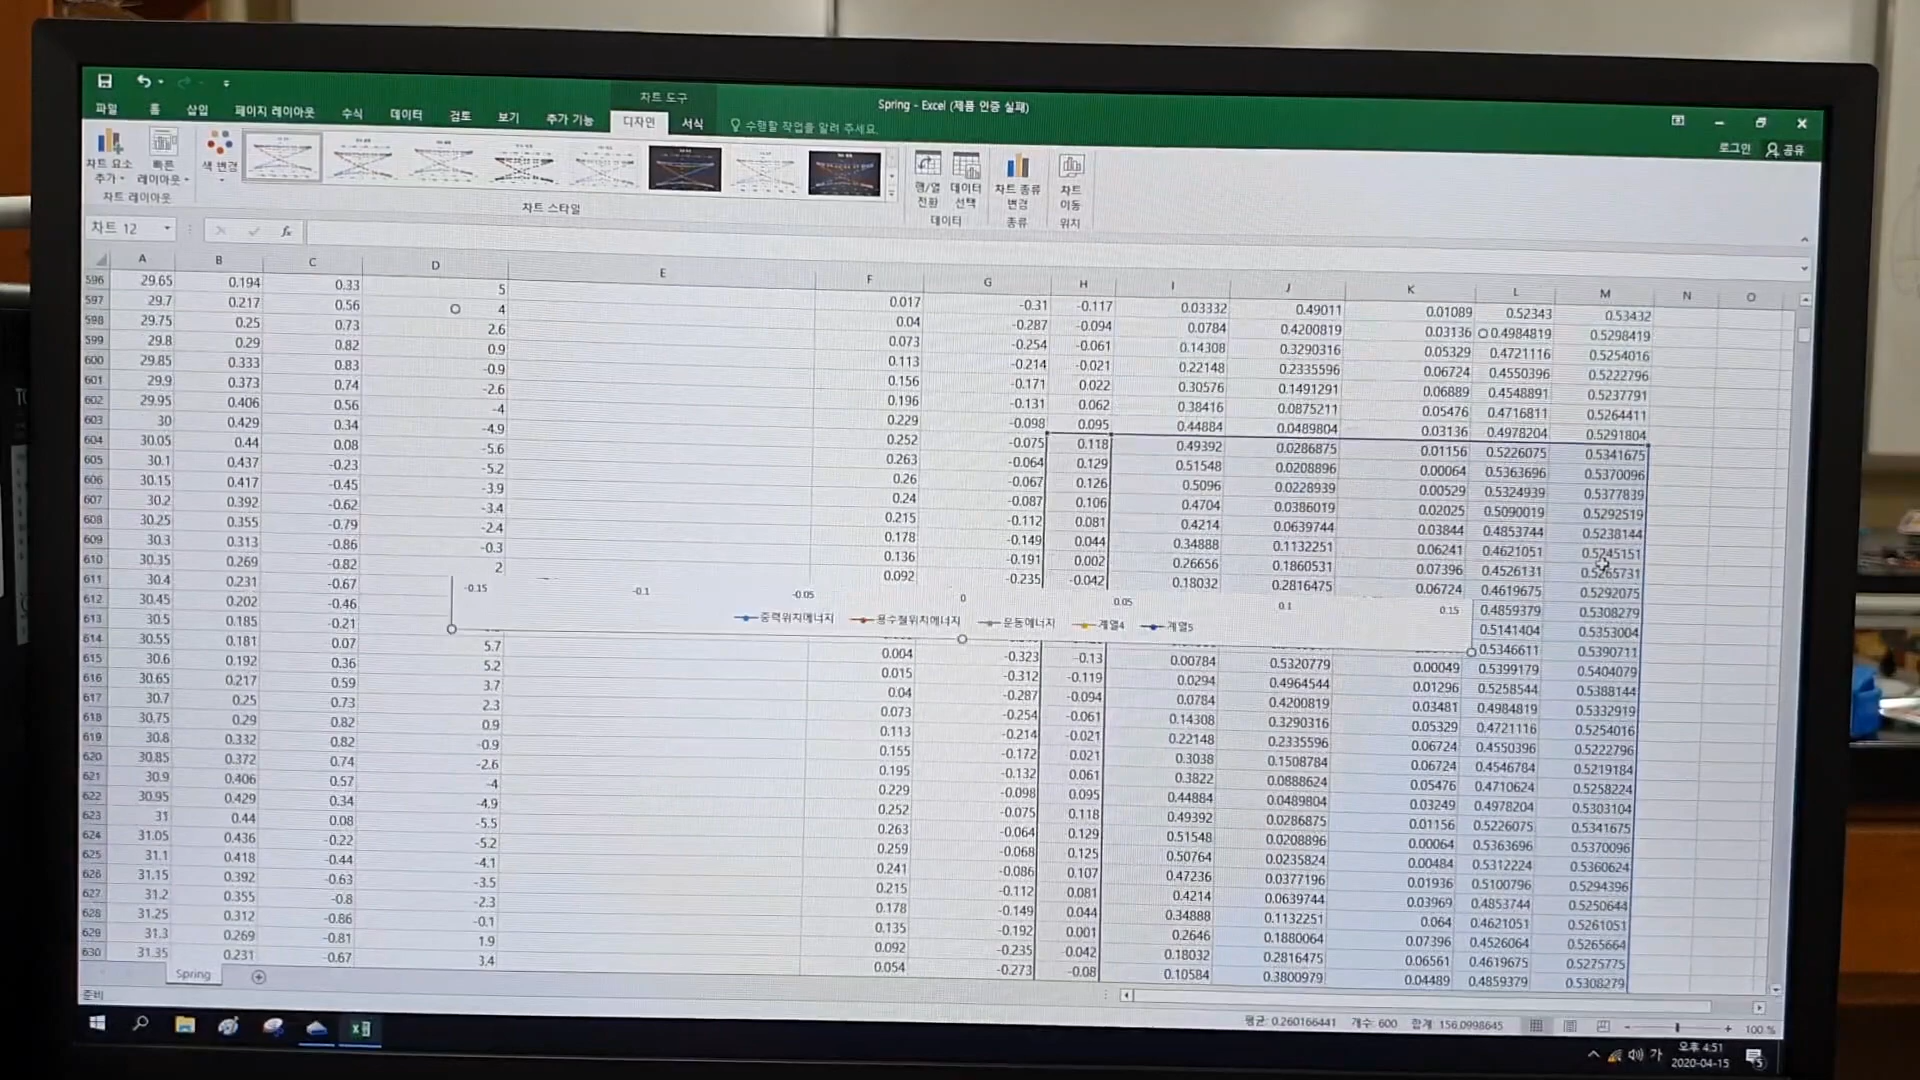 Spring - Excel (제품 인증 실패)
차트 도구
파일 홈 삽입 페이지 레이아웃 수식 데이터 검토 보기 추가 기능 디자인 서식 수행할 작업을 알려 주세요.
로그인 공유
차트 요소 추가 빠른 레이아웃 색 변경 행/열 전환 데이터 선택 차트 종류 변경 차트 이동
차트 레이아웃 차트 스타일 데이터 종류 위치
차트 12 fx
A B C D E F G H I J K L M N O
596 29.65 0.194 0.33 5 0.017 -0.31 -0.117 0.03332 0.49011 0.01089 0.52343 0.53432
597 29.7 0.217 0.56 4 0.04 -0.287 -0.094 0.0784 0.4200819 0.03136 0.4984819 0.5298419
598 29.75 0.25 0.73 2.6 0.073 -0.254 -0.061 0.14308 0.3290316 0.05329 0.4721116 0.5254016
599 29.8 0.29 0.82 0.9 0.113 -0.214 -0.021 0.22148 0.2335596 0.06724 0.4550396 0.5222796
600 29.85 0.333 0.83 -0.9 0.156 -0.171 0.022 0.30576 0.1491291 0.06889 0.4548891 0.5237791
601 29.9 0.373 0.74 -2.6 0.196 -0.131 0.062 0.38416 0.0875211 0.05476 0.4716811 0.5264411
602 29.95 0.406 0.56 -4 0.229 -0.098 0.095 0.44884 0.0489804 0.03136 0.4978204 0.5291804
603 30 0.429 0.34 -4.9 0.252 -0.075 0.118 0.49392 0.0286875 0.01156 0.5226075 0.5341675
604 30.05 0.44 0.08 -5.6 0.263 -0.064 0.129 0.51548 0.0208896 0.00064 0.5363696 0.5370096
605 30.1 0.437 -0.23 -5.2 0.26 -0.067 0.126 0.5096 0.0228939 0.00529 0.5324939 0.5377839
606 30.15 0.417 -0.45 -3.9 0.24 -0.087 0.106 0.4704 0.0386019 0.02025 0.5090019 0.5292519
607 30.2 0.392 -0.62 -3.4 0.215 -0.112 0.081 0.4214 0.0639744 0.03844 0.4853744 0.5238144
608 30.25 0.355 -0.79 -2.4 0.178 -0.149 0.044 0.34888 0.1132251 0.06241 0.4621051 0.5245151
609 30.3 0.313 -0.86 -0.3 0.136 -0.191 0.002 0.26656 0.1860531 0.07396 0.4526131 0.5265731
610 30.35 0.269 -0.82 2 0.092 -0.235 -0.042 0.18032 0.2816475 0.06724 0.4619675 0.5292075
611 30.4 0.231 -0.67 0.4859379 0.5308279
612 30.45 0.202 -0.46 0.5141404 0.5353004
613 30.5 0.185 -0.21 0.5346611 0.5390711
-0.15 -0.1 -0.05 0 0.05 0.1 0.15
중력위치에너지 용수철위치에너지 운동에너지 계열4 계열5
614 30.55 0.181 0.07 5.7 0.004 -0.323 -0.13 0.00784 0.5320779 0.00049 0.5399179 0.5404079
615 30.6 0.192 0.36 5.2 0.015 -0.312 -0.119 0.0294 0.4964544 0.01296 0.5258544 0.5388144
616 30.65 0.217 0.59 3.7 0.04 -0.287 -0.094 0.0784 0.4200819 0.03481 0.4984819 0.5332919
617 30.7 0.25 0.73 2.3 0.073 -0.254 -0.061 0.14308 0.3290316 0.05329 0.4721116 0.5254016
618 30.75 0.29 0.82 0.9 0.113 -0.214 -0.021 0.22148 0.2335596 0.06724 0.4550396 0.5222796
619 30.8 0.332 0.82 -0.9 0.155 -0.172 0.021 0.3038 0.1508784 0.06724 0.4546784 0.5219184
620 30.85 0.372 0.74 -2.6 0.195 -0.132 0.061 0.3822 0.0888624 0.05476 0.4710624 0.5258224
621 30.9 0.406 0.57 -4 0.229 -0.098 0.095 0.44884 0.0489804 0.03249 0.4978204 0.5303104
622 30.95 0.429 0.34 -4.9 0.252 -0.075 0.118 0.49392 0.0286875 0.01156 0.5226075 0.5341675
623 31 0.44 0.08 -5.5 0.263 -0.064 0.129 0.51548 0.0208896 0.00064 0.5363696 0.5370096
624 31.05 0.436 -0.22 -5.2 0.259 -0.068 0.125 0.50764 0.0235824 0.00484 0.5312224 0.5360624
625 31.1 0.418 -0.44 -4.1 0.241 -0.086 0.107 0.47236 0.0377196 0.01936 0.5100796 0.5294396
626 31.15 0.392 -0.63 -3.5 0.215 -0.112 0.081 0.4214 0.0639744 0.03969 0.4853744 0.5250644
627 31.2 0.355 -0.8 -2.3 0.178 -0.149 0.044 0.34888 0.1132251 0.064 0.4621051 0.5261051
628 31.25 0.312 -0.86 -0.1 0.135 -0.192 0.001 0.2646 0.1880064 0.07396 0.4526064 0.5265664
629 31.3 0.269 -0.81 1.9 0.092 -0.235 -0.042 0.18032 0.2816475 0.06561 0.4619675 0.5275775
630 31.35 0.231 -0.67 3.4 0.054 -0.273 -0.08 0.10584 0.3800979 0.04489 0.4859379 0.5308279
Spring
준비
평균: 0.260166441 개수: 600 합계: 156.0998645 100 %
가 오후 4:51
2020-04-15